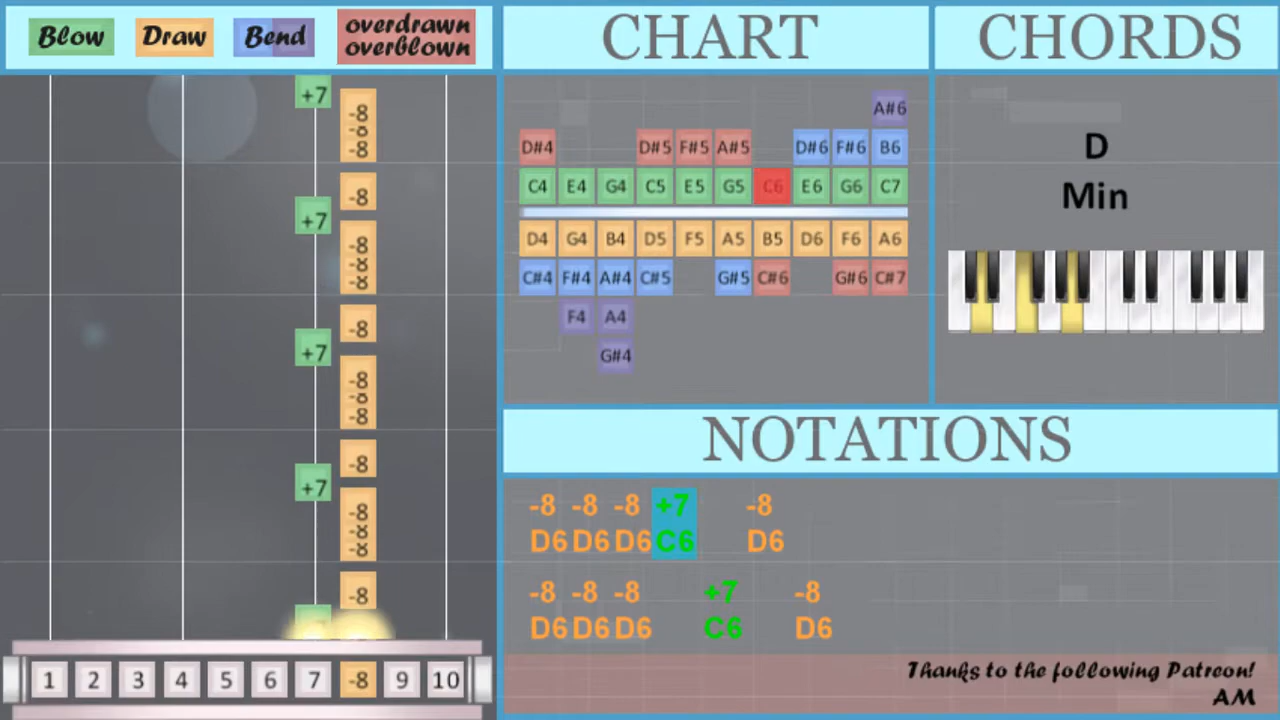 Blow Draw Bend overdrawn overblown
CHART
CHORDS
+7
-8
-8
-8
-8
+7
-8
-8
-8
-8
+7
-8
-8
-8
-8
+7
-8
-8
-8
-8
1 2 3 4 5 6 7 -8 9 10
A#6
D#4 D#5 F#5 A#5 D#6 F#6 B6
C4 E4 G4 C5 E5 G5 C6 E6 G6 C7
D4 G4 B4 D5 F5 A5 B5 D6 F6 A6
C#4 F#4 A#4 C#5 G#5 C#6 G#6 C#7
F4 A4
G#4
D
Min
NOTATIONS
-8 -8 -8 +7 -8
D6 D6 D6 C6 D6
-8 -8 -8 +7 -8
D6 D6 D6 C6 D6
Thanks to the following Patreon!
AM